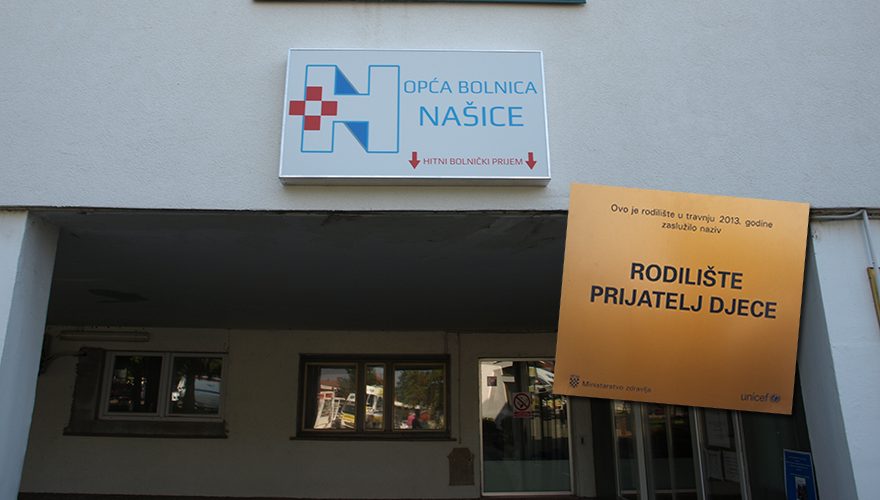 OPĆA BOLNICA
NAŠICE
HITNI BOLNIČKI PRIJEM
Ovo je rodilište u travnju 2013. godine
zaslužilo naziv
RODILIŠTE
PRIJATELJ DJECE
Ministarstvo zdravlja
unicef